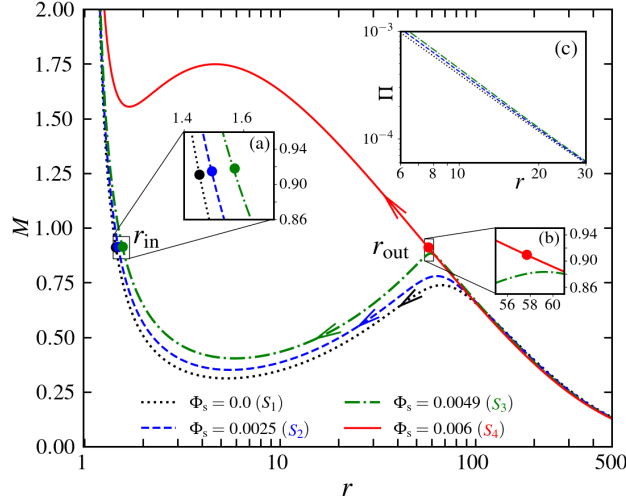 2.00
1.75
1.50
1.25
1.00
0.75
0.50
0.25
0.00
M
1 10 100 500
r
1.4 1.6
(a)
0.94
0.90
0.86
r_in
r_out
(b)
0.94
0.90
0.86
56 58 60
(c)
10^{-3}
10^{-4}
Π
6 8 10 20 30
r
Φ_s = 0.0 (S_1)
Φ_s = 0.0025 (S_2)
Φ_s = 0.0049 (S_3)
Φ_s = 0.006 (S_4)